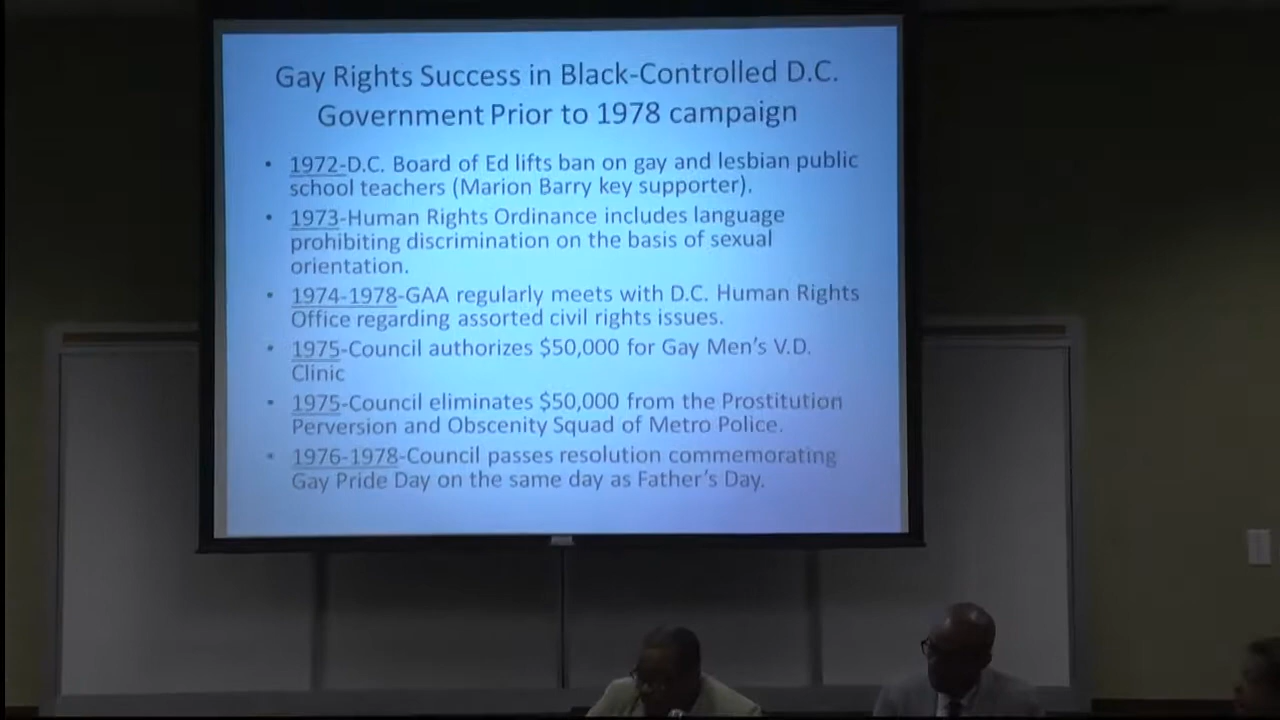 Gay Rights Success in Black-Controlled D.C.
Government Prior to 1978 campaign
• 1972-D.C. Board of Ed lifts ban on gay and lesbian public
school teachers (Marion Barry key supporter).
• 1973-Human Rights Ordinance includes language
prohibiting discrimination on the basis of sexual
orientation.
• 1974-1978-GAA regularly meets with D.C. Human Rights
Office regarding assorted civil rights issues.
• 1975-Council authorizes $50,000 for Gay Men's V.D.
Clinic
• 1975-Council eliminates $50,000 from the Prostitution
Perversion and Obscenity Squad of Metro Police.
• 1976-1978-Council passes resolution commemorating
Gay Pride Day on the same day as Father's Day.